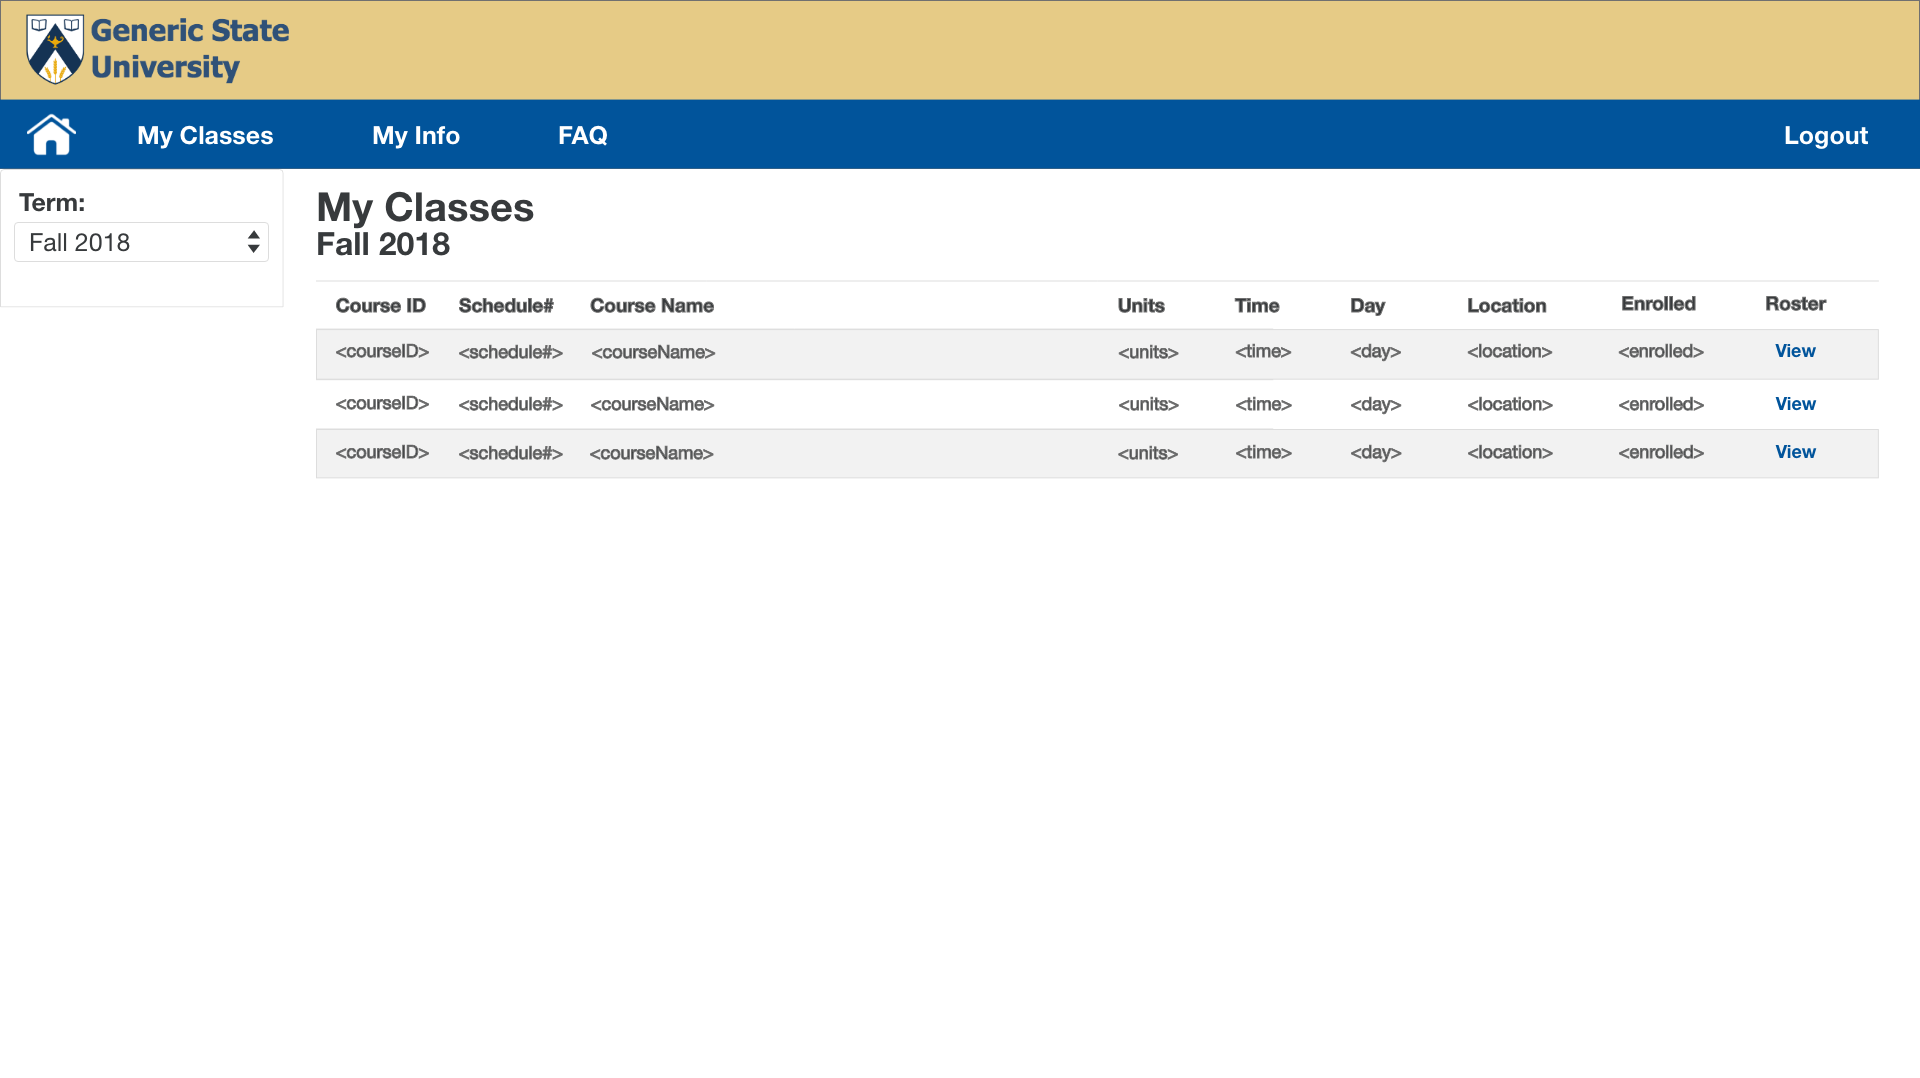 Generic State
University
My Classes My Info FAQ Logout
Term:
Fall 2018
My Classes
Fall 2018
Course ID Schedule# Course Name Units Time Day Location Enrolled Roster
<courseID> <schedule#> <courseName> <units> <time> <day> <location> <enrolled> View
<courseID> <schedule#> <courseName> <units> <time> <day> <location> <enrolled> View
<courseID> <schedule#> <courseName> <units> <time> <day> <location> <enrolled> View